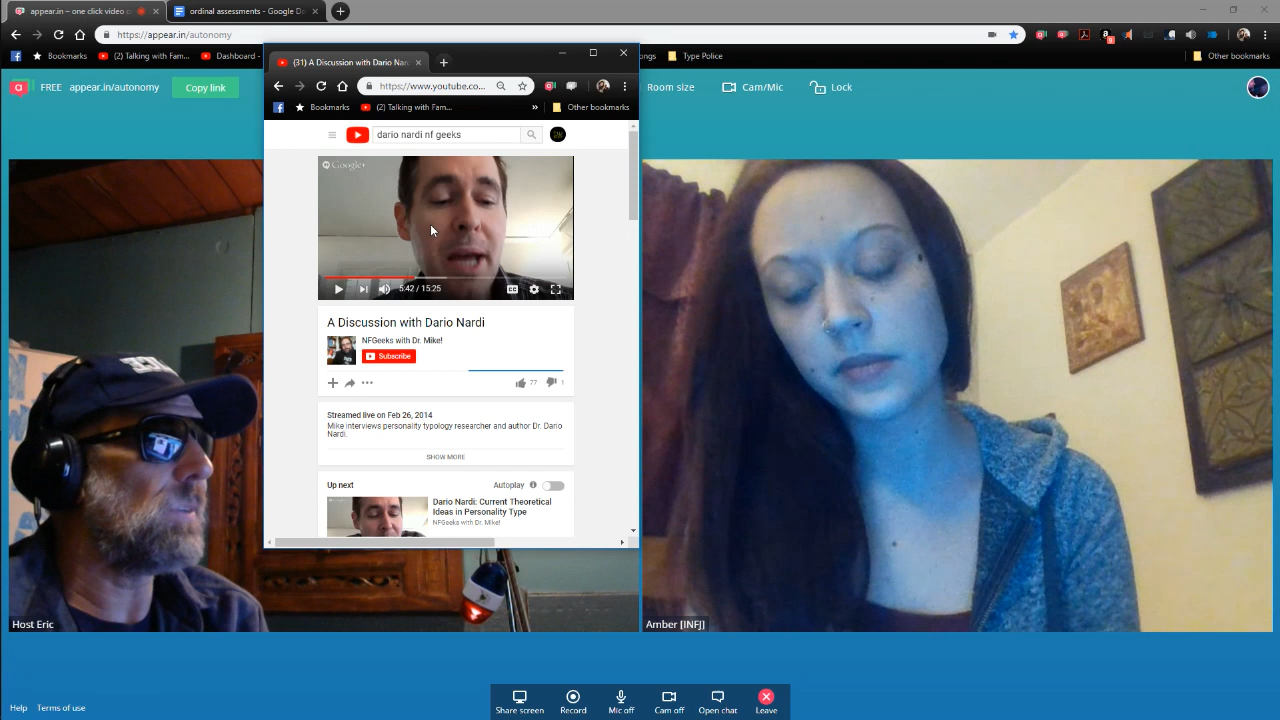 appear.in – one click video c
ordinal assessments - Google Do
https://appear.in/autonomy
Bookmarks
(2) Talking with Fam...
Dashboard -
ongs
Type Police
Other bookmarks
FREE
appear.in/autonomy
Copy link
Room size
Cam/Mic
Lock
(31) A Discussion with Dario Nard
https://www.youtube.co...
Bookmarks
(2) Talking with Fam...
»
Other bookmarks
dario nardi nf geeks
Google+
5:42 / 15:25
CC
A Discussion with Dario Nardi
NFGeeks with Dr. Mike!
Subscribe
77
1
Streamed live on Feb 26, 2014
Mike interviews personality typology researcher and author Dr. Dario
Nardi.
SHOW MORE
Up next
Autoplay
Dario Nardi: Current Theoretical
Ideas in Personality Type
NFGeeks with Dr. Mike!
Host Eric
Amber [INFJ]
Help
Terms of use
Share screen
Record
Mic off
Cam off
Open chat
Leave